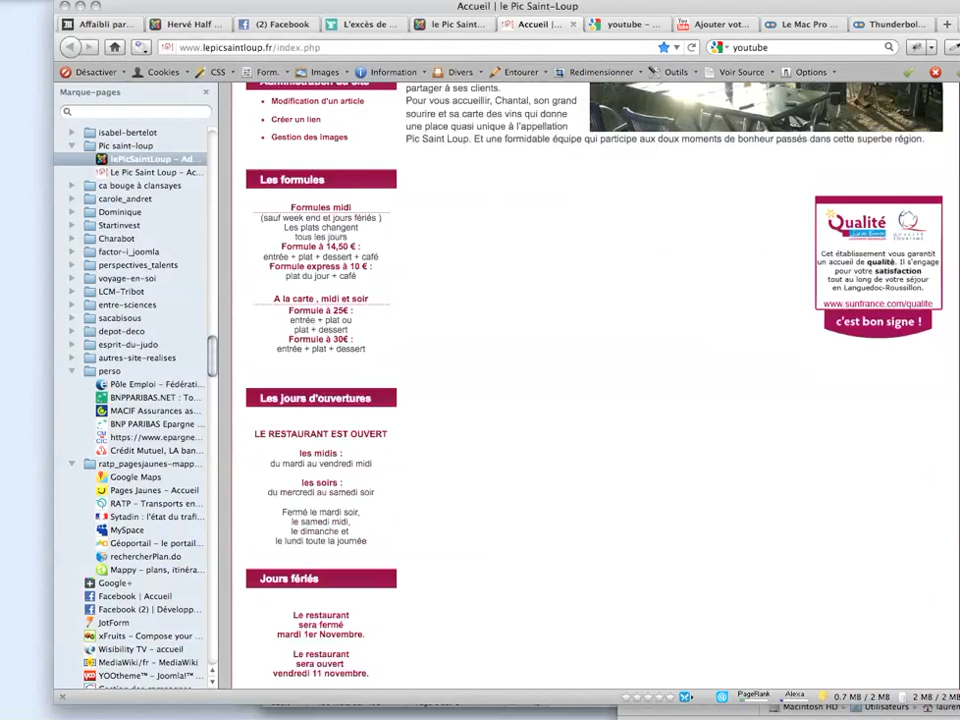 Accueil | le Pic Saint-Loup
Affaibli par...
Hervé Half ...
(2) Facebook
L'excès de ...
le Pic Saint...
Accueil |...
youtube - ...
Ajouter vot...
Le Mac Pro ...
Thunderbol...
www.lepicsaintloup.fr/index.php
youtube
Désactiver
Cookies
CSS
Form.
Images
Information
Divers
Entourer
Redimensionner
Outils
Voir Source
Options
Marque-pages
isabel-bertelot
Pic saint-loup
lePicSaintLoup – Ad...
Le Pic Saint Loup – Ac...
ca bouge à clansayes
carole_andret
Dominique
Startinvest
Charabot
factor-i_joomla
perspectives_talents
voyage-en-soi
LCM-Tribot
entre-sciences
sacabisous
depot-deco
esprit-du-judo
autres-site-realises
perso
Pôle Emploi – Fédérati...
BNPPARIBAS.NET : To...
MACIF Assurances as...
BNP PARIBAS Epargne ...
https://www.epargne...
Crédit Mutuel, LA ban...
ratp_pagesjaunes-mapp...
Google Maps
Pages Jaunes – Accueil
RATP – Transports en...
Sytadin : l'état du trafi...
MySpace
Géoportail – le portail...
rechercherPlan.do
Mappy – plans, itinéra...
Google+
Facebook | Accueil
Facebook (2) | Développ...
JotForm
xFruits – Compose your ...
Wisibility TV – accueil
MediaWiki/fr – MediaWiki
YOOtheme™ – Joomla!™ ...
Administration du site
Modification d'un article
Créer un lien
Gestion des Images
partager à ses clients.
Pour vous accueillir, Chantal, son grand
sourire et sa carte des vins qui donne
une place quasi unique à l'appellation
Pic Saint Loup. Et une formidable équipe qui participe aux deux moments de bonheur passés dans cette superbe région.
Les formules
Formules midi
(sauf week end et jours fériés )
Les plats changent
tous les jours
Formule à 14,50 € :
entrée + plat + dessert + café
Formule express à 10 € :
plat du jour + café
A la carte , midi et soir
Formule à 25€ :
entrée + plat ou
plat + dessert
Formule à 30€ :
entrée + plat + dessert
Les jours d'ouvertures
LE RESTAURANT EST OUVERT
les midis :
du mardi au vendredi midi
les soirs :
du mercredi au samedi soir
Fermé le mardi soir,
le samedi midi,
le dimanche et
le lundi toute la journée
Jours fériés
Le restaurant
sera fermé
mardi 1er Novembre.
Le restaurant
sera ouvert
vendredi 11 novembre.
Qualité
Cet établissement vous garantit
un accueil de qualité. Il s'engage
pour votre satisfaction
tout au long de votre séjour
en Languedoc-Roussillon.
www.sunfrance.com/qualite
c'est bon signe !
PageRank
Alexa
0.7 MB / 2 MB
2 MB / 2 MB
Macintosh HD
Utilisateurs